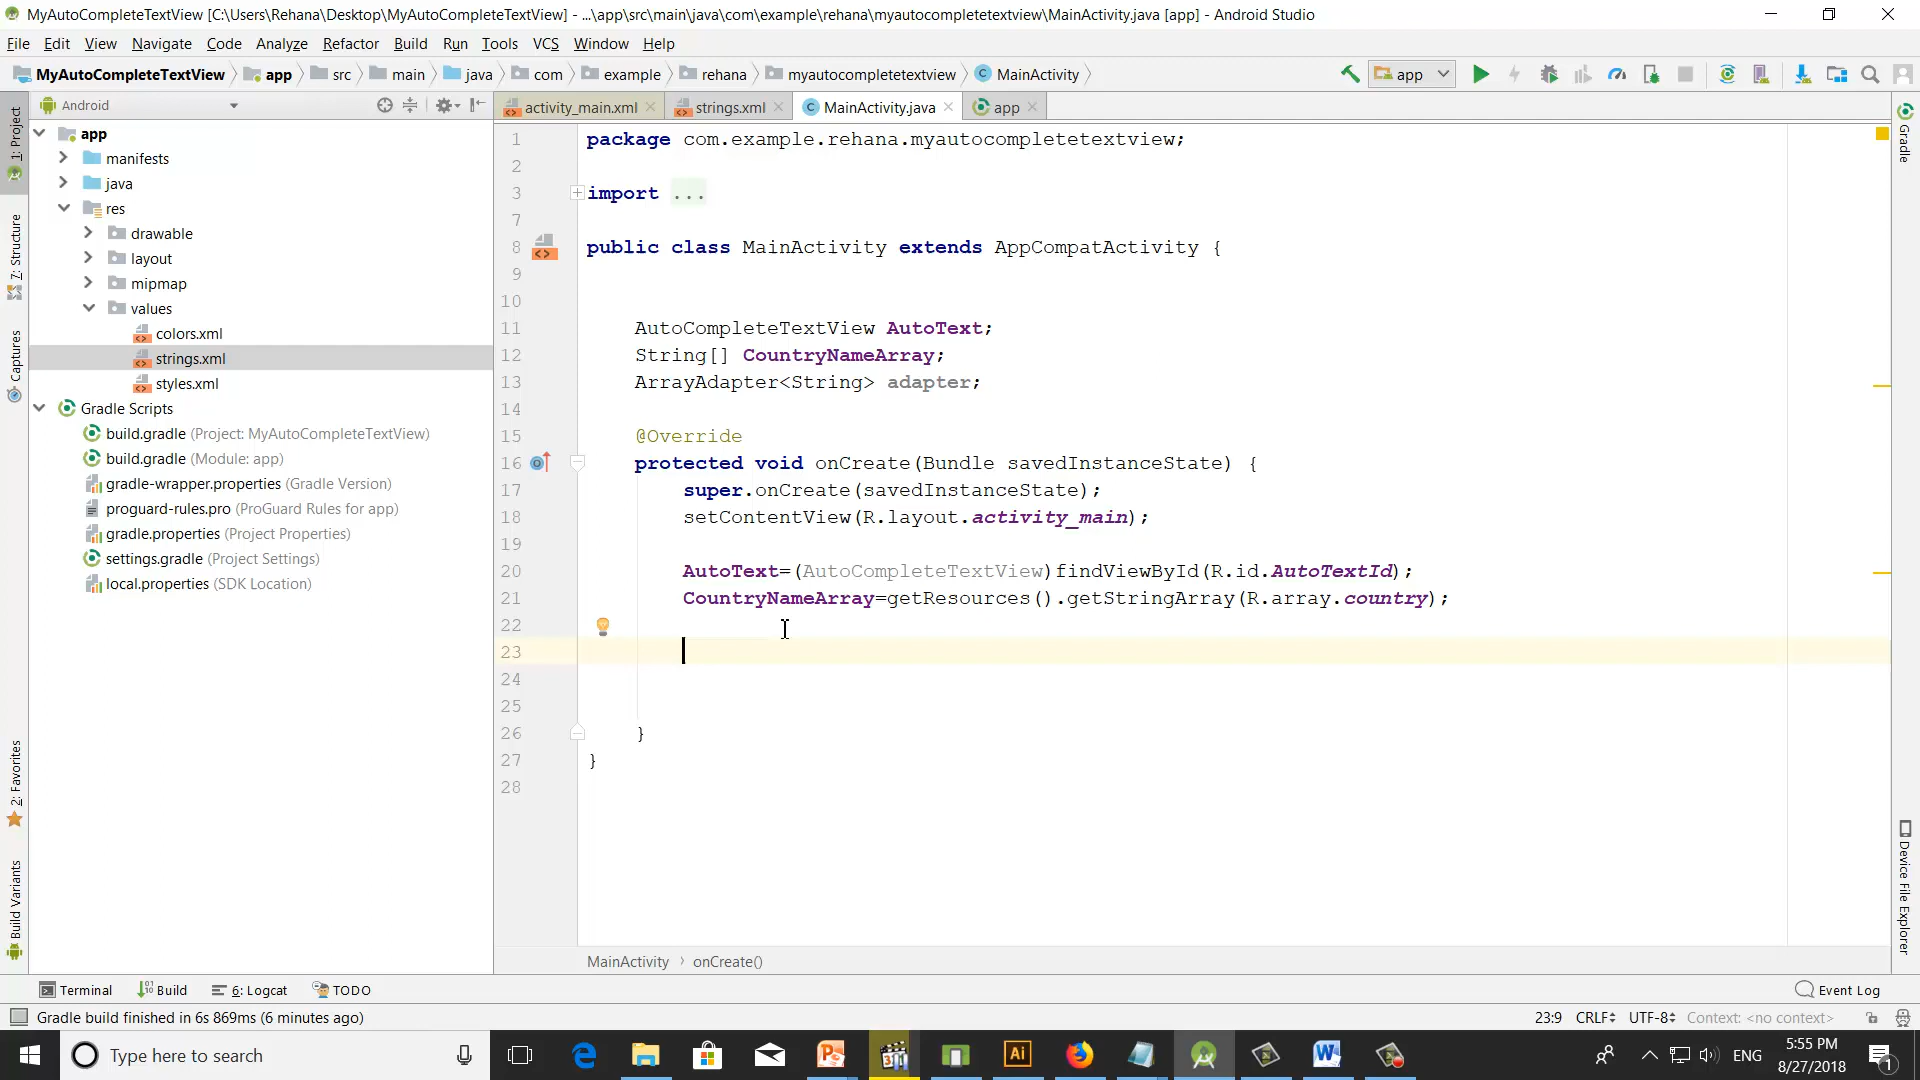 MyAutoCompleteTextView [C:\Users\Rehana\Desktop\MyAutoCompleteTextView] - ...\app\src\main\java\com\example\rehana\myautocompletetextview\MainActivity.java [app] - Android Studio
File Edit View Navigate Code Analyze Refactor Build Run Tools VCS Window Help
MyAutoCompleteTextView app src main java com example rehana myautocompletetextview MainActivity app
Android
activity_main.xml strings.xml MainActivity.java app
1: Project
7: Structure
Captures
2: Favorites
Build Variants
app
manifests
java
res
drawable
layout
mipmap
values
colors.xml
strings.xml
styles.xml
Gradle Scripts
build.gradle (Project: MyAutoCompleteTextView)
build.gradle (Module: app)
gradle-wrapper.properties (Gradle Version)
proguard-rules.pro (ProGuard Rules for app)
gradle.properties (Project Properties)
settings.gradle (Project Settings)
local.properties (SDK Location)
1 package com.example.rehana.myautocompletetextview;
2
3 import ...
7
8 public class MainActivity extends AppCompatActivity {
9
10
11 AutoCompleteTextView AutoText;
12 String[] CountryNameArray;
13 ArrayAdapter<String> adapter;
14
15 @Override
16 protected void onCreate(Bundle savedInstanceState) {
17 super.onCreate(savedInstanceState);
18 setContentView(R.layout.activity_main);
19
20 AutoText=(AutoCompleteTextView)findViewById(R.id.AutoTextId);
21 CountryNameArray=getResources().getStringArray(R.array.country);
22
23
24
25
26 }
27 }
28
MainActivity onCreate()
Gradle
Device File Explorer
Terminal Build 6: Logcat TODO Event Log
Gradle build finished in 6s 869ms (6 minutes ago) 23:9 CRLF UTF-8 Context: <no context>
Type here to search
ENG
5:55 PM
8/27/2018
1